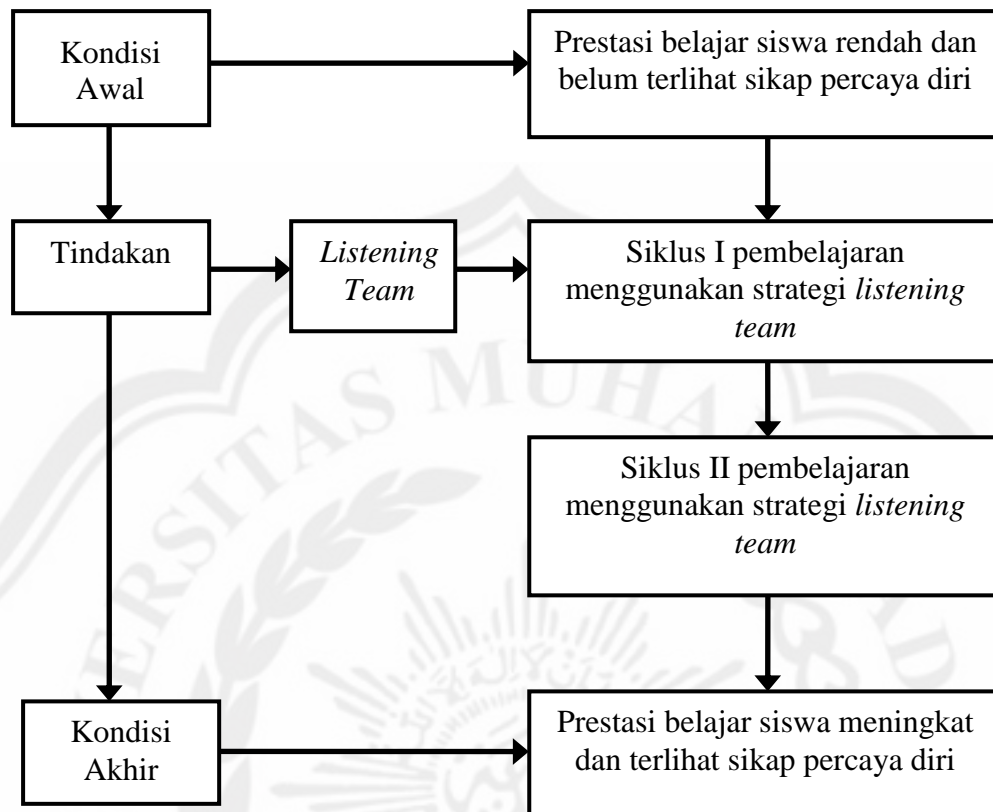 Kondisi
Awal
Prestasi belajar siswa rendah dan
belum terlihat sikap percaya diri
Tindakan
Listening
Team
Siklus I pembelajaran
menggunakan strategi listening
team
Siklus II pembelajaran
menggunakan strategi listening
team
Kondisi
Akhir
Prestasi belajar siswa meningkat
dan terlihat sikap percaya diri